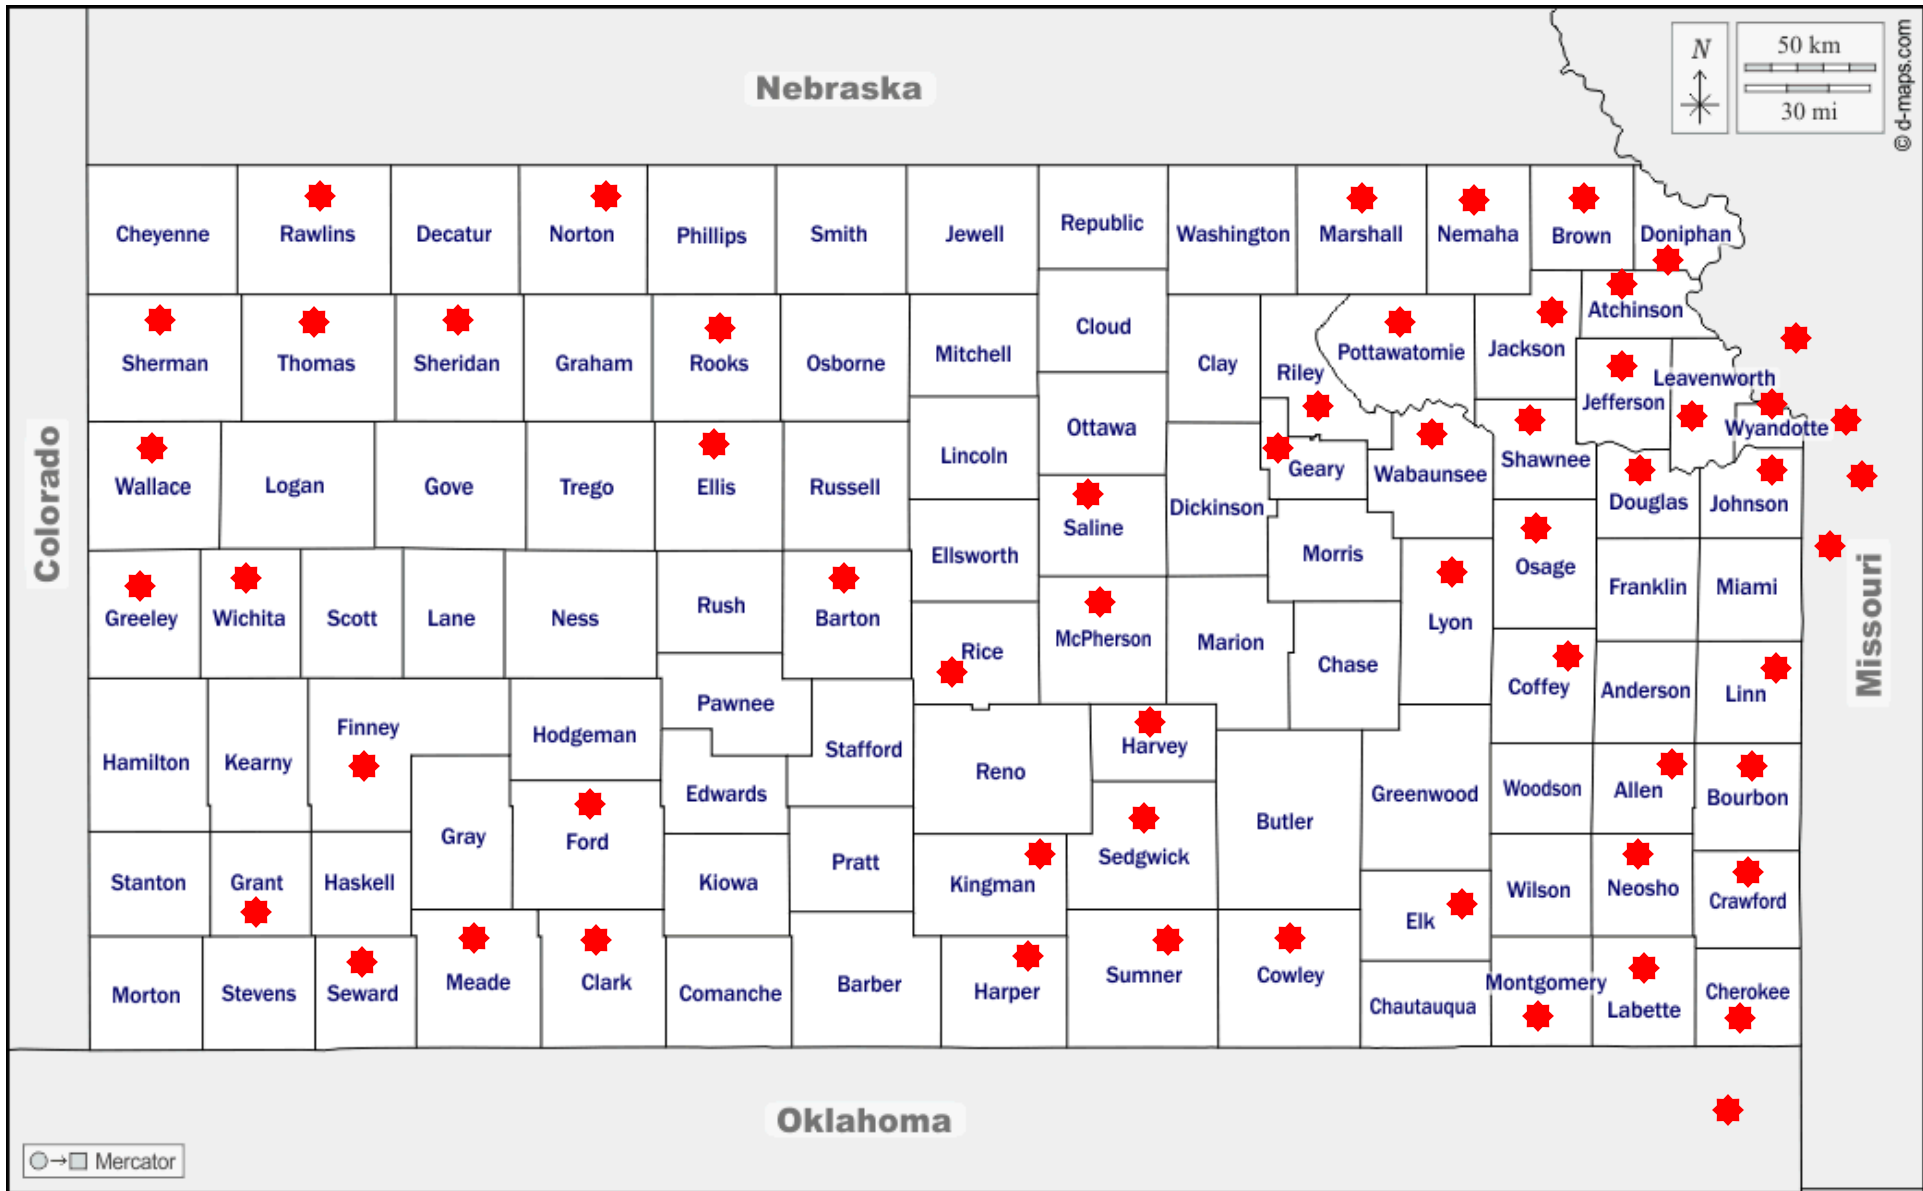 Nebraska
N
50 km
30 mi
© d-maps.com
Cheyenne
Rawlins
Decatur
Norton
Phillips
Smith
Jewell
Republic
Washington
Marshall
Nemaha
Brown
Doniphan
Sherman
Thomas
Sheridan
Graham
Rooks
Osborne
Mitchell
Cloud
Clay
Riley
Pottawatomie
Jackson
Atchinson
Jefferson
Leavenworth
Wyandotte
Colorado
Wallace
Logan
Gove
Trego
Ellis
Russell
Lincoln
Ottawa
Saline
Dickinson
Geary
Wabaunsee
Shawnee
Douglas
Johnson
Ellsworth
Morris
Osage
Franklin
Miami
Missouri
Greeley
Wichita
Scott
Lane
Ness
Rush
Barton
Rice
McPherson
Marion
Chase
Lyon
Coffey
Anderson
Linn
Hamilton
Kearny
Finney
Hodgeman
Pawnee
Stafford
Edwards
Reno
Harvey
Sedgwick
Butler
Greenwood
Woodson
Allen
Bourbon
Gray
Ford
Stanton
Grant
Haskell
Kiowa
Pratt
Kingman
Elk
Wilson
Neosho
Crawford
Morton
Stevens
Seward
Meade
Clark
Comanche
Barber
Harper
Sumner
Cowley
Chautauqua
Montgomery
Labette
Cherokee
Oklahoma
Mercator